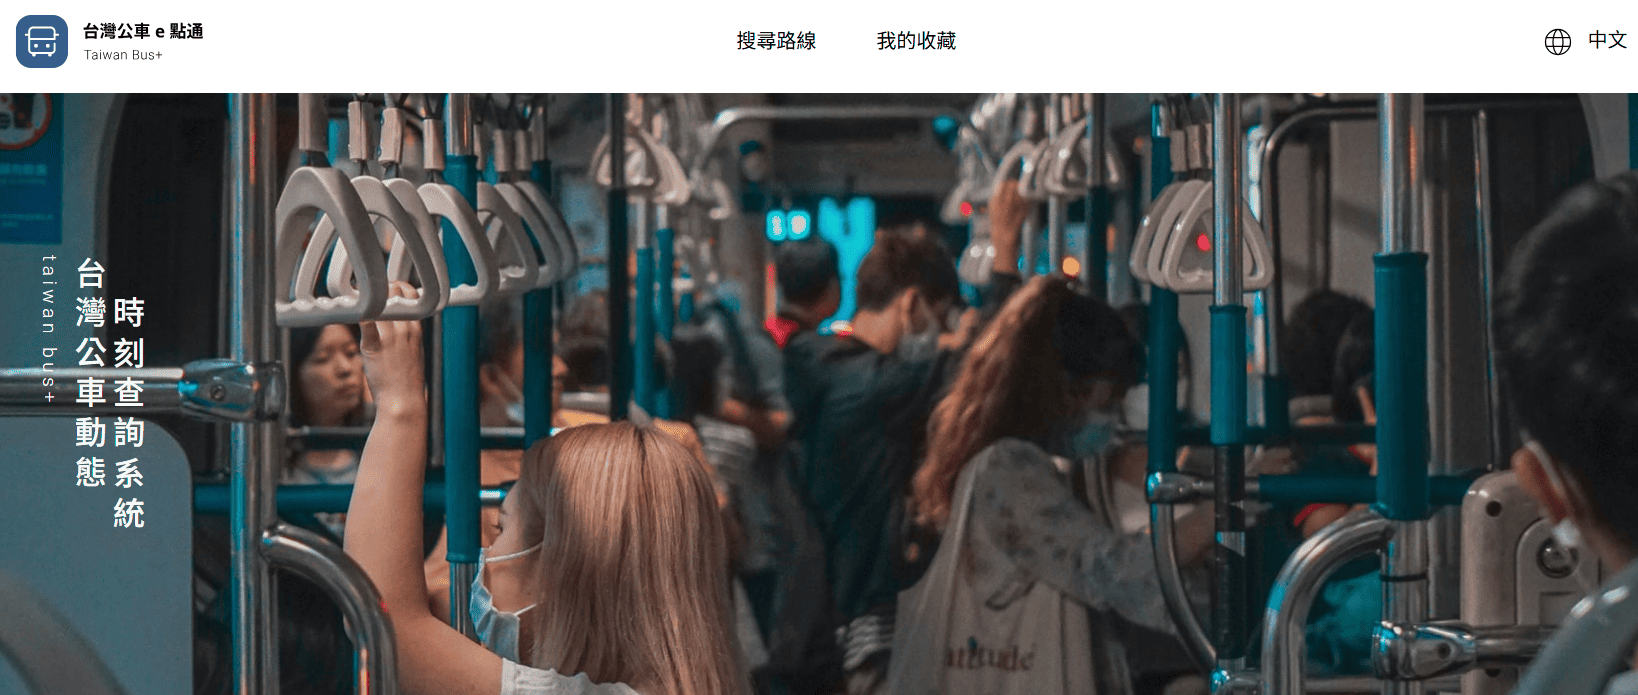 台灣公車 e 點通
Taiwan Bus+
搜尋路線
我的收藏
中文
台灣公車動態
時刻查詢系統
taiwan bus+
attitude